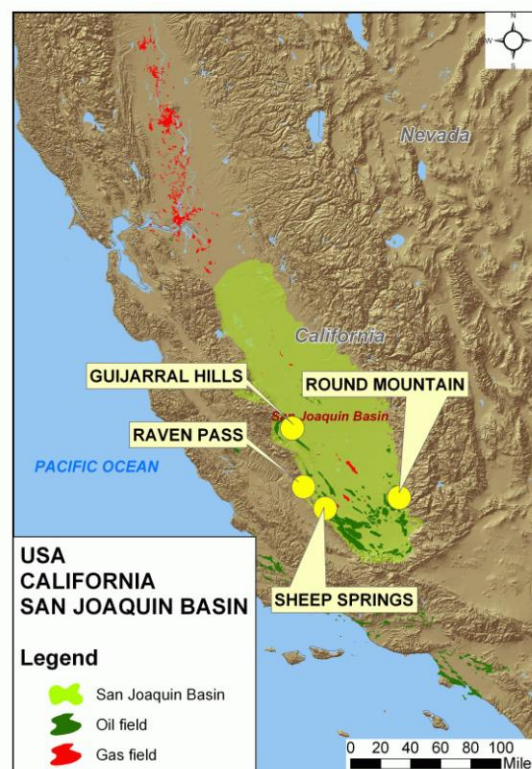 N
W
E
S
Nevada
California
GUIJARRAL HILLS
ROUND MOUNTAIN
San Joaquin Basin
RAVEN PASS
PACIFIC OCEAN
SHEEP SPRINGS
USA
CALIFORNIA
SAN JOAQUIN BASIN
Legend
San Joaquin Basin
Oil field
Gas field
0 20 40 60 80 100
Mile